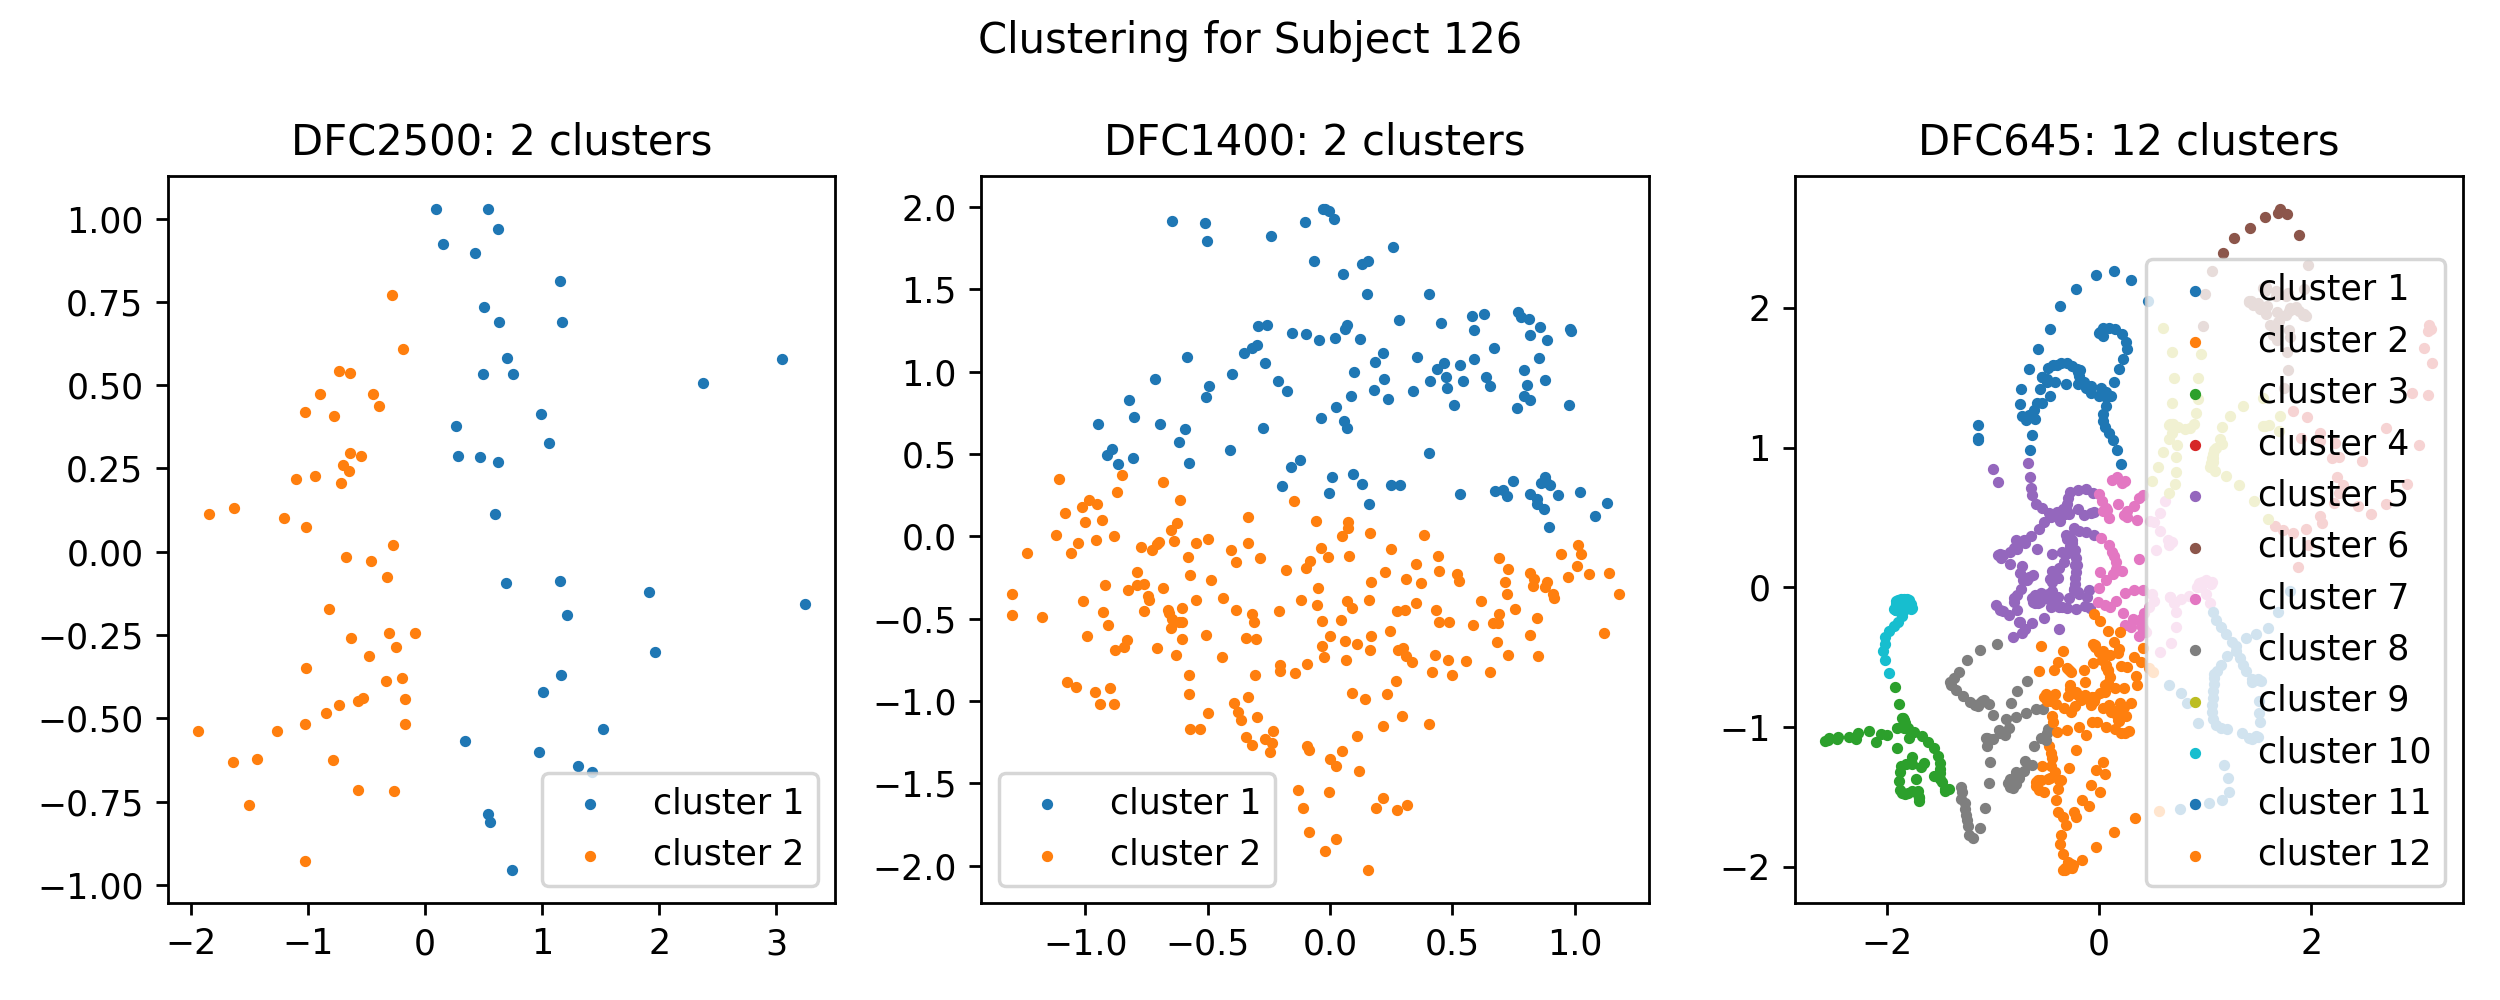 Clustering for Subject 126
DFC2500: 2 clusters
1.00
0.75
0.50
0.25
0.00
−0.25
−0.50
−0.75
−1.00
−2
−1
0
1
2
3
cluster 1
cluster 2
DFC1400: 2 clusters
2.0
1.5
1.0
0.5
0.0
−0.5
−1.0
−1.5
−2.0
−1.0
−0.5
0.0
0.5
1.0
cluster 1
cluster 2
DFC645: 12 clusters
2
1
0
−1
−2
−2
0
2
cluster 1
cluster 2
cluster 3
cluster 4
cluster 5
cluster 6
cluster 7
cluster 8
cluster 9
cluster 10
cluster 11
cluster 12